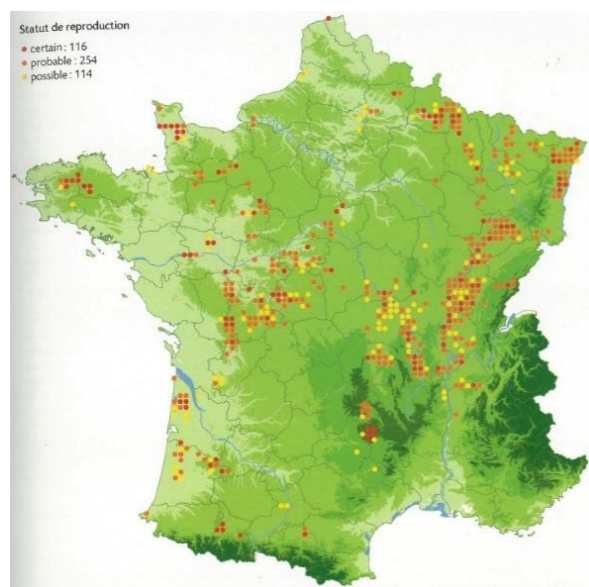 Statut de reproduction
• certain : 116
• probable : 254
• possible : 114